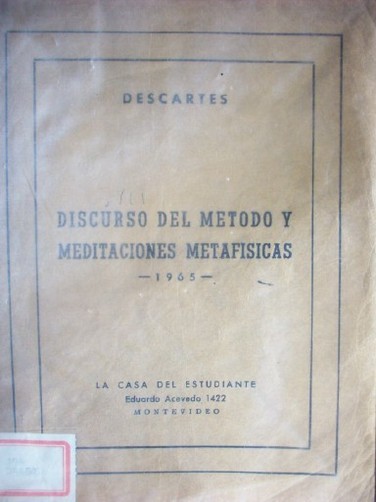 DESCARTES
DISCURSO DEL METODO Y
MEDITACIONES METAFISICAS
—1965—
LA CASA DEL ESTUDIANTE
Eduardo Acevedo 1422
MONTEVIDEO